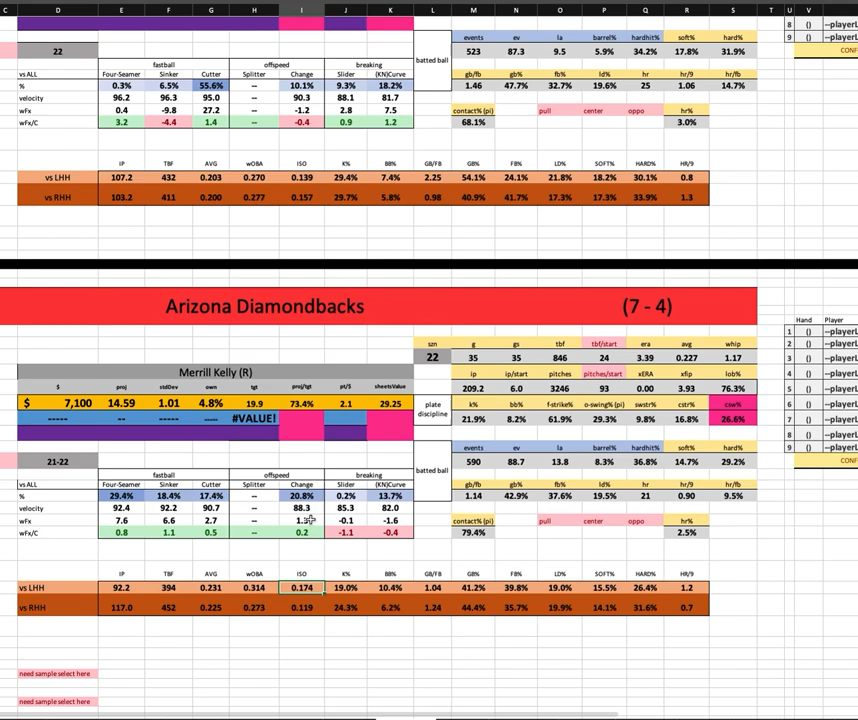 C D E F G H I J K L M N O P Q R S T U V
8 () --playerL
events ev la barrel% hardhit% soft% hard% 9 () --playerL
22 batted ball 523 87.3 9.5 5.9% 34.2% 17.8% 31.9% CONF
fastball offspeed breaking
vs ALL Four-Seamer Sinker Cutter Splitter Change Slider (KN)Curve gb/fb gb% fb% ld% hr hr/9 hr/fb
% 0.3% 6.5% 55.6% -- 10.1% 9.3% 18.2% 1.46 47.7% 32.7% 19.6% 25 1.06 14.7%
velocity 96.2 96.3 95.0 -- 90.3 88.1 81.7
wFx 0.4 -9.8 27.2 -- -1.2 2.8 7.5 contact% (pi) pull center oppo hr%
wFx/C 3.2 -4.4 1.4 -- -0.4 0.9 1.2 68.1% 3.0%
IP TBF AVG wOBA ISO K% BB% GB/FB GB% FB% LD% SOFT% HARD% HR/9
vs LHH 107.2 432 0.203 0.270 0.139 29.4% 7.4% 2.25 54.1% 24.1% 21.8% 18.2% 30.1% 0.8
vs RHH 103.2 411 0.200 0.277 0.157 29.7% 5.8% 0.98 40.9% 41.7% 17.3% 17.3% 33.9% 1.3
Arizona Diamondbacks (7 - 4)
Hand Player
1 () --playerL
szn g gs tbf tbf/start era avg whip 2 () --playerL
22 35 35 846 24 3.39 0.227 1.17 3 () --playerL
Merrill Kelly (R) ip ip/start pitches pitches/start xERA xfip lob% 4 () --playerL
$ proj stdDev own tgt proj/tgt pt/$ sheetsValue 209.2 6.0 3246 93 0.00 3.93 76.3% 5 () --playerL
$ 7,100 14.59 1.01 4.8% 19.9 73.4% 2.1 29.25 plate discipline k% bb% f-strike% o-swing% (pi) swstr% cstr% csw% 6 () --playerL
----- -- --- ---- #VALUE! 21.9% 8.2% 61.9% 29.3% 9.8% 16.8% 26.6% 7 () --playerL
8 () --playerL
events ev la barrel% hardhit% soft% hard% 9 () --playerL
21-22 batted ball 590 88.7 13.8 8.3% 36.8% 14.7% 29.2% CONF
fastball offspeed breaking
vs ALL Four-Seamer Sinker Cutter Splitter Change Slider (KN)Curve gb/fb gb% fb% ld% hr hr/9 hr/fb
% 29.4% 18.4% 17.4% -- 20.8% 0.2% 13.7% 1.14 42.9% 37.6% 19.5% 21 0.90 9.5%
velocity 92.4 92.2 90.7 -- 88.3 85.3 82.0
wFx 7.6 6.6 2.7 -- -0.1 -1.6 contact% (pi) pull center oppo hr%
wFx/C 0.8 1.1 0.5 -- 0.2 -1.1 -0.4 79.4% 2.5%
IP TBF AVG wOBA ISO K% BB% GB/FB GB% FB% LD% SOFT% HARD% HR/9
vs LHH 92.2 394 0.231 0.314 0.174 19.0% 10.4% 1.04 41.2% 39.8% 19.0% 15.5% 26.4% 1.2
vs RHH 117.0 452 0.225 0.273 0.119 24.3% 6.2% 1.24 44.4% 35.7% 19.9% 14.1% 31.6% 0.7
need sample select here
need sample select here